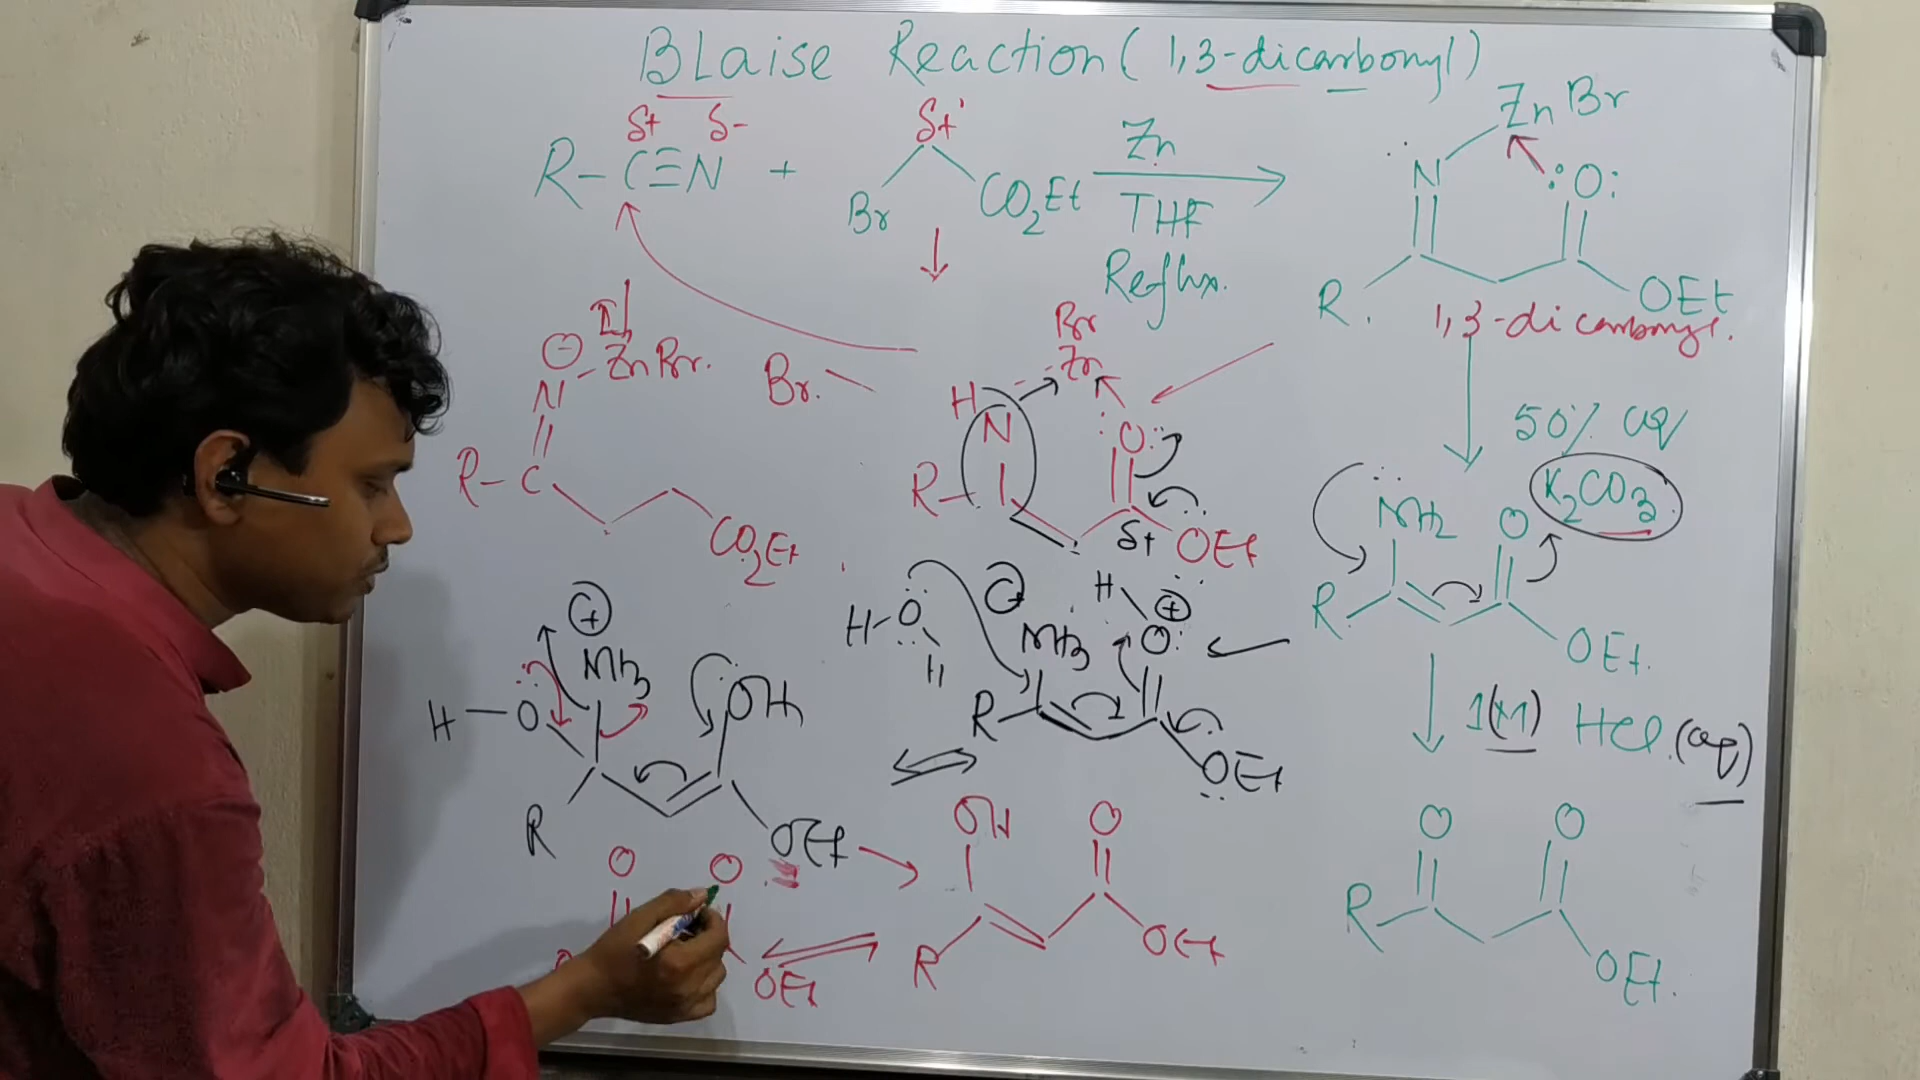 BLaise Reaction (1,3-dicarbonyl)
δ+ δ- δ+
R-C≡N + Br CO2Et
Zn
THF
Reflux.
ZnBr
N :O:
R. OEt
1,3-dicarbonyl.
⊖ ZnBr.
N
R-C CO2Et
Br.
Br
Zn
H
N O:
R δ+ OEt
50% aq
K2CO3
NH2 O
R OEt.
1(M) HCl (aq)
O O
R OEt.
H-O
H
⊕ H ⊕
NH3 O:
R OEt
⊕
NH3 OH
H-O
R OEt
OH O
R OEt
O O
OEt